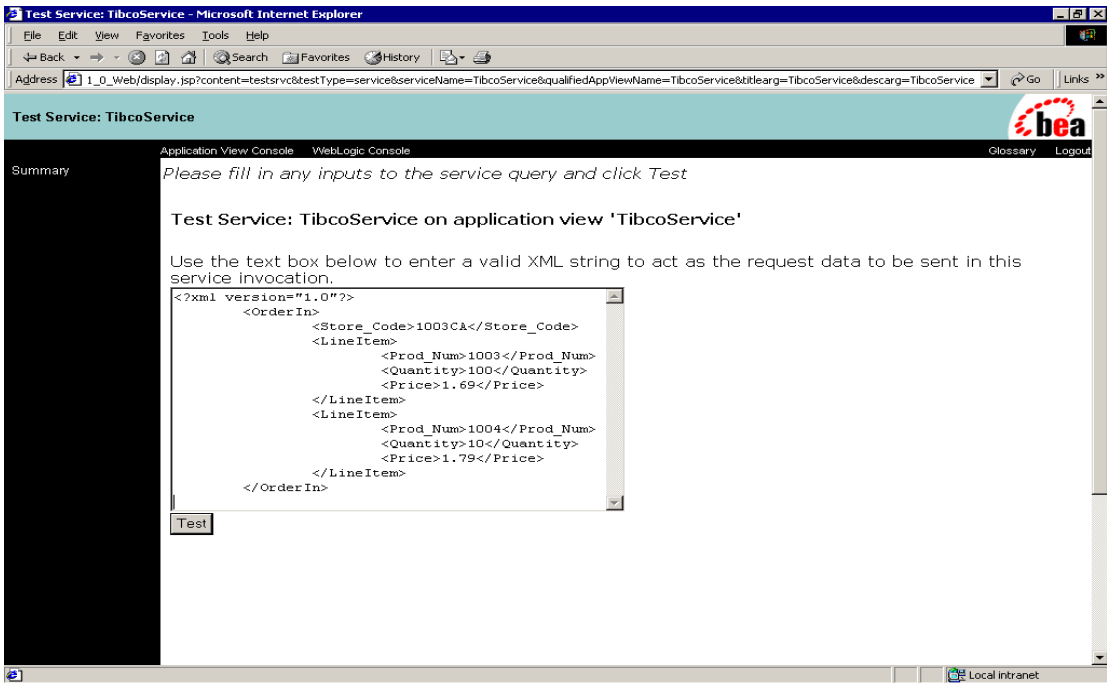 Test Service: TibcoService - Microsoft Internet Explorer
File Edit View Favorites Tools Help
Back Search Favorites History
Address 1_0_Web/display.jsp?content=testsrvc&testType=service&serviceName=TibcoService&qualifiedAppViewName=TibcoService&titlearg=TibcoService&descarg=TibcoService Go Links »
Test Service: TibcoService
bea
Application View Console WebLogic Console Glossary Logout
Summary
Please fill in any inputs to the service query and click Test
Test Service: TibcoService on application view 'TibcoService'
Use the text box below to enter a valid XML string to act as the request data to be sent in this
service invocation.
<?xml version="1.0"?>
<OrderIn>
<Store_Code>1003CA</Store_Code>
<LineItem>
<Prod_Num>1003</Prod_Num>
<Quantity>100</Quantity>
<Price>1.69</Price>
</LineItem>
<LineItem>
<Prod_Num>1004</Prod_Num>
<Quantity>10</Quantity>
<Price>1.79</Price>
</LineItem>
</OrderIn>
Test
Local intranet